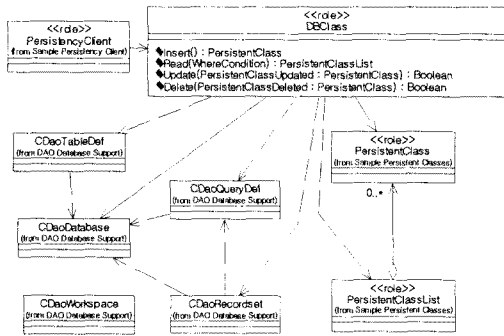 <<role>>
PersistencyClient
(from Sample Persistency Client)
<<role>>
DBClass
Insert() : PersistentClass
Read(WhereCondition) : PersistentClassList
Update(PersistentClassUpdated : PersistentClass) : Boolean
Delete(PersistentClassDeleted : PersistentClass) : Boolean
CDaoTableDef
(from DAO Database Support)
<<role>>
PersistentClass
(from Sample Persistent Classes)
CDaoQueryDef
(from DAO Database Support)
0..*
CDaoDatabase
(from DAO Database Support)
CDaoWorkspace
(from DAO Database Support)
CDaoRecordset
(from DAO Database Support)
<<role>>
PersistentClassList
(from Sample Persistent Classes)